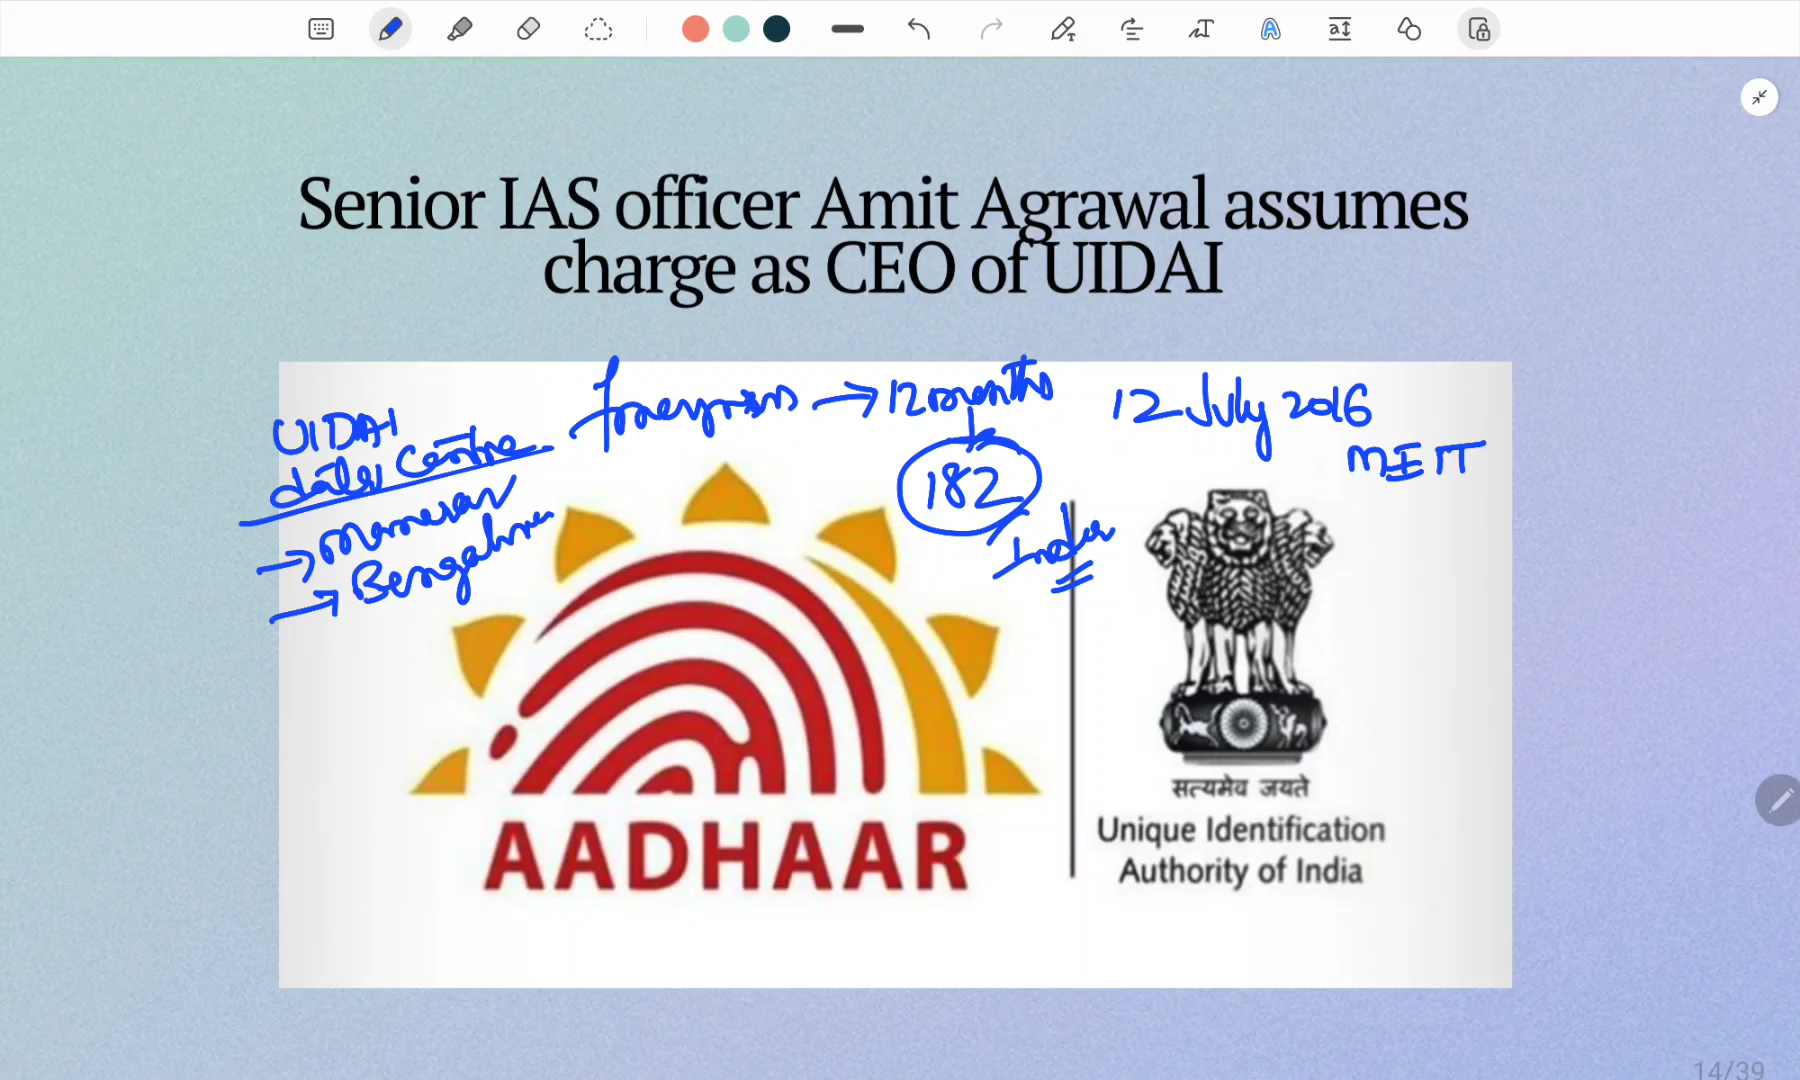 Senior IAS officer Amit Agrawal assumes
charge as CEO of UIDAI
12 months
12 July 2016
UIDAI
data Centre
MEIT
182
→ manesar
→ Bengaluru
India
सत्यमेव जयते
Unique Identification
Authority of India
AADHAAR
14/39